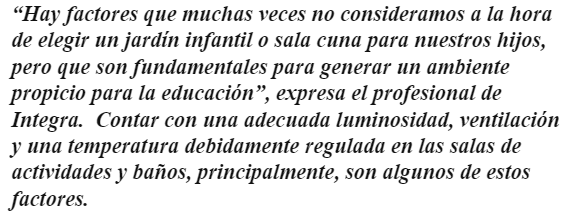 “Hay factores que muchas veces no consideramos a la hora
de elegir un jardín infantil o sala cuna para nuestros hijos,
pero que son fundamentales para generar un ambiente
propicio para la educación”, expresa el profesional de
Integra.  Contar con una adecuada luminosidad, ventilación
y una temperatura debidamente regulada en las salas de
actividades y baños, principalmente, son algunos de estos
factores.